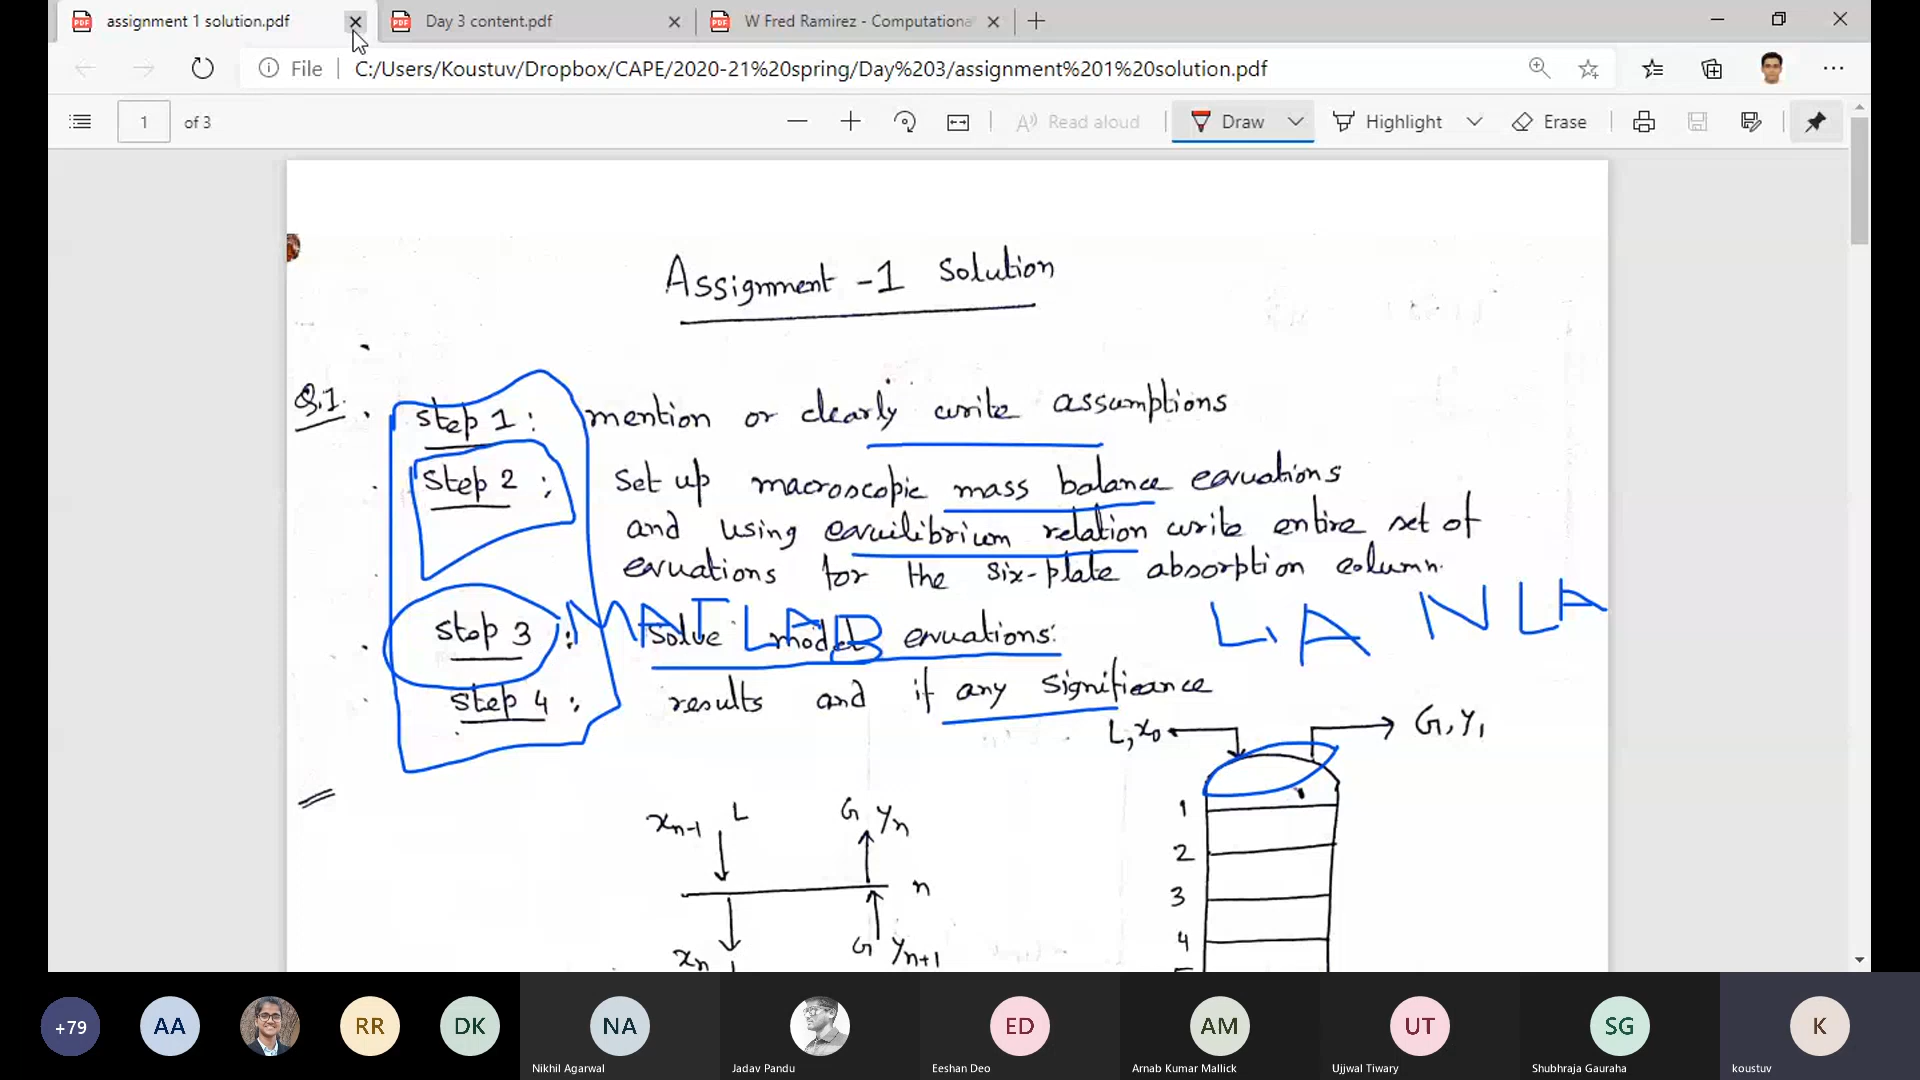 assignment 1 solution.pdf
Day 3 content.pdf
W Fred Ramirez - Computationa
File
C:/Users/Koustuv/Dropbox/CAPE/2020-21%20spring/Day%203/assignment%201%20solution.pdf
1 of 3
Read aloud
Draw
Highlight
Erase
Assignment -1 Solution
Q.1. Step 1: mention or clearly write assumptions
Step 2: set up macroscopic mass balance equations
and using equilibrium relation write entire set of
equations for the six-plate absorption column.
MATLAB
L.A NLA
Step 3: Solve model equations:
Step 4: results and if any significance
L, x0
G, y1
xn-1 L
G yn
n
xn L
G yn+1
1
2
3
4
5
+79
AA
RR
DK
NA
ED
AM
UT
SG
K
Nikhil Agarwal
Jadav Pandu
Eeshan Deo
Arnab Kumar Mallick
Ujjwal Tiwary
Shubhraja Gauraha
koustuv